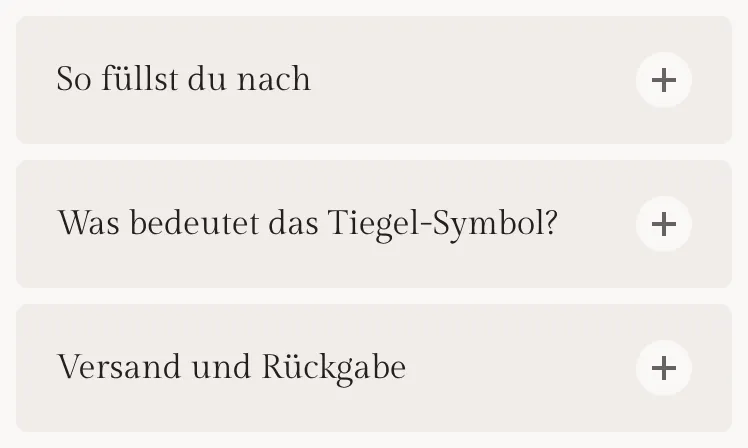 So füllst du nach
Was bedeutet das Tiegel-Symbol?
Versand und Rückgabe